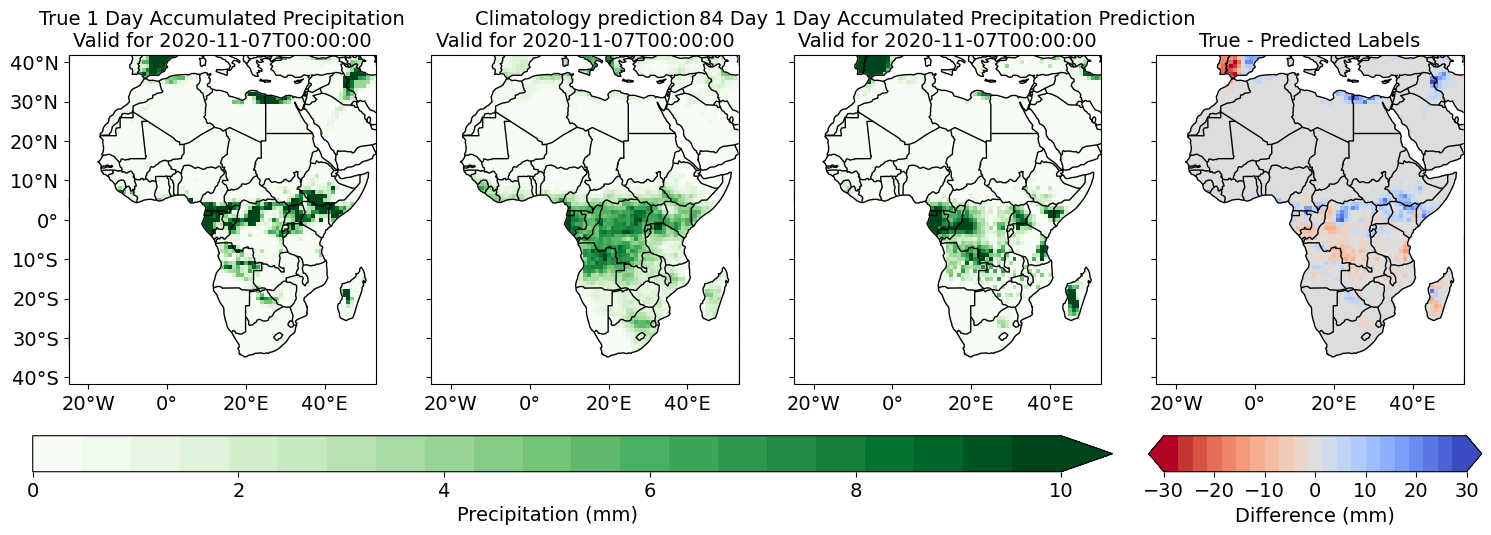 True 1 Day Accumulated Precipitation
Valid for 2020-11-07T00:00:00
Climatology prediction
Valid for 2020-11-07T00:00:00
84 Day 1 Day Accumulated Precipitation Prediction
Valid for 2020-11-07T00:00:00
True - Predicted Labels
40°N
30°N
20°N
10°N
0°
10°S
20°S
30°S
40°S
20°W 0° 20°E 40°E
20°W 0° 20°E 40°E
20°W 0° 20°E 40°E
20°W 0° 20°E 40°E
0 2 4 6 8 10
Precipitation (mm)
−30 −20 −10 0 10 20 30
Difference (mm)